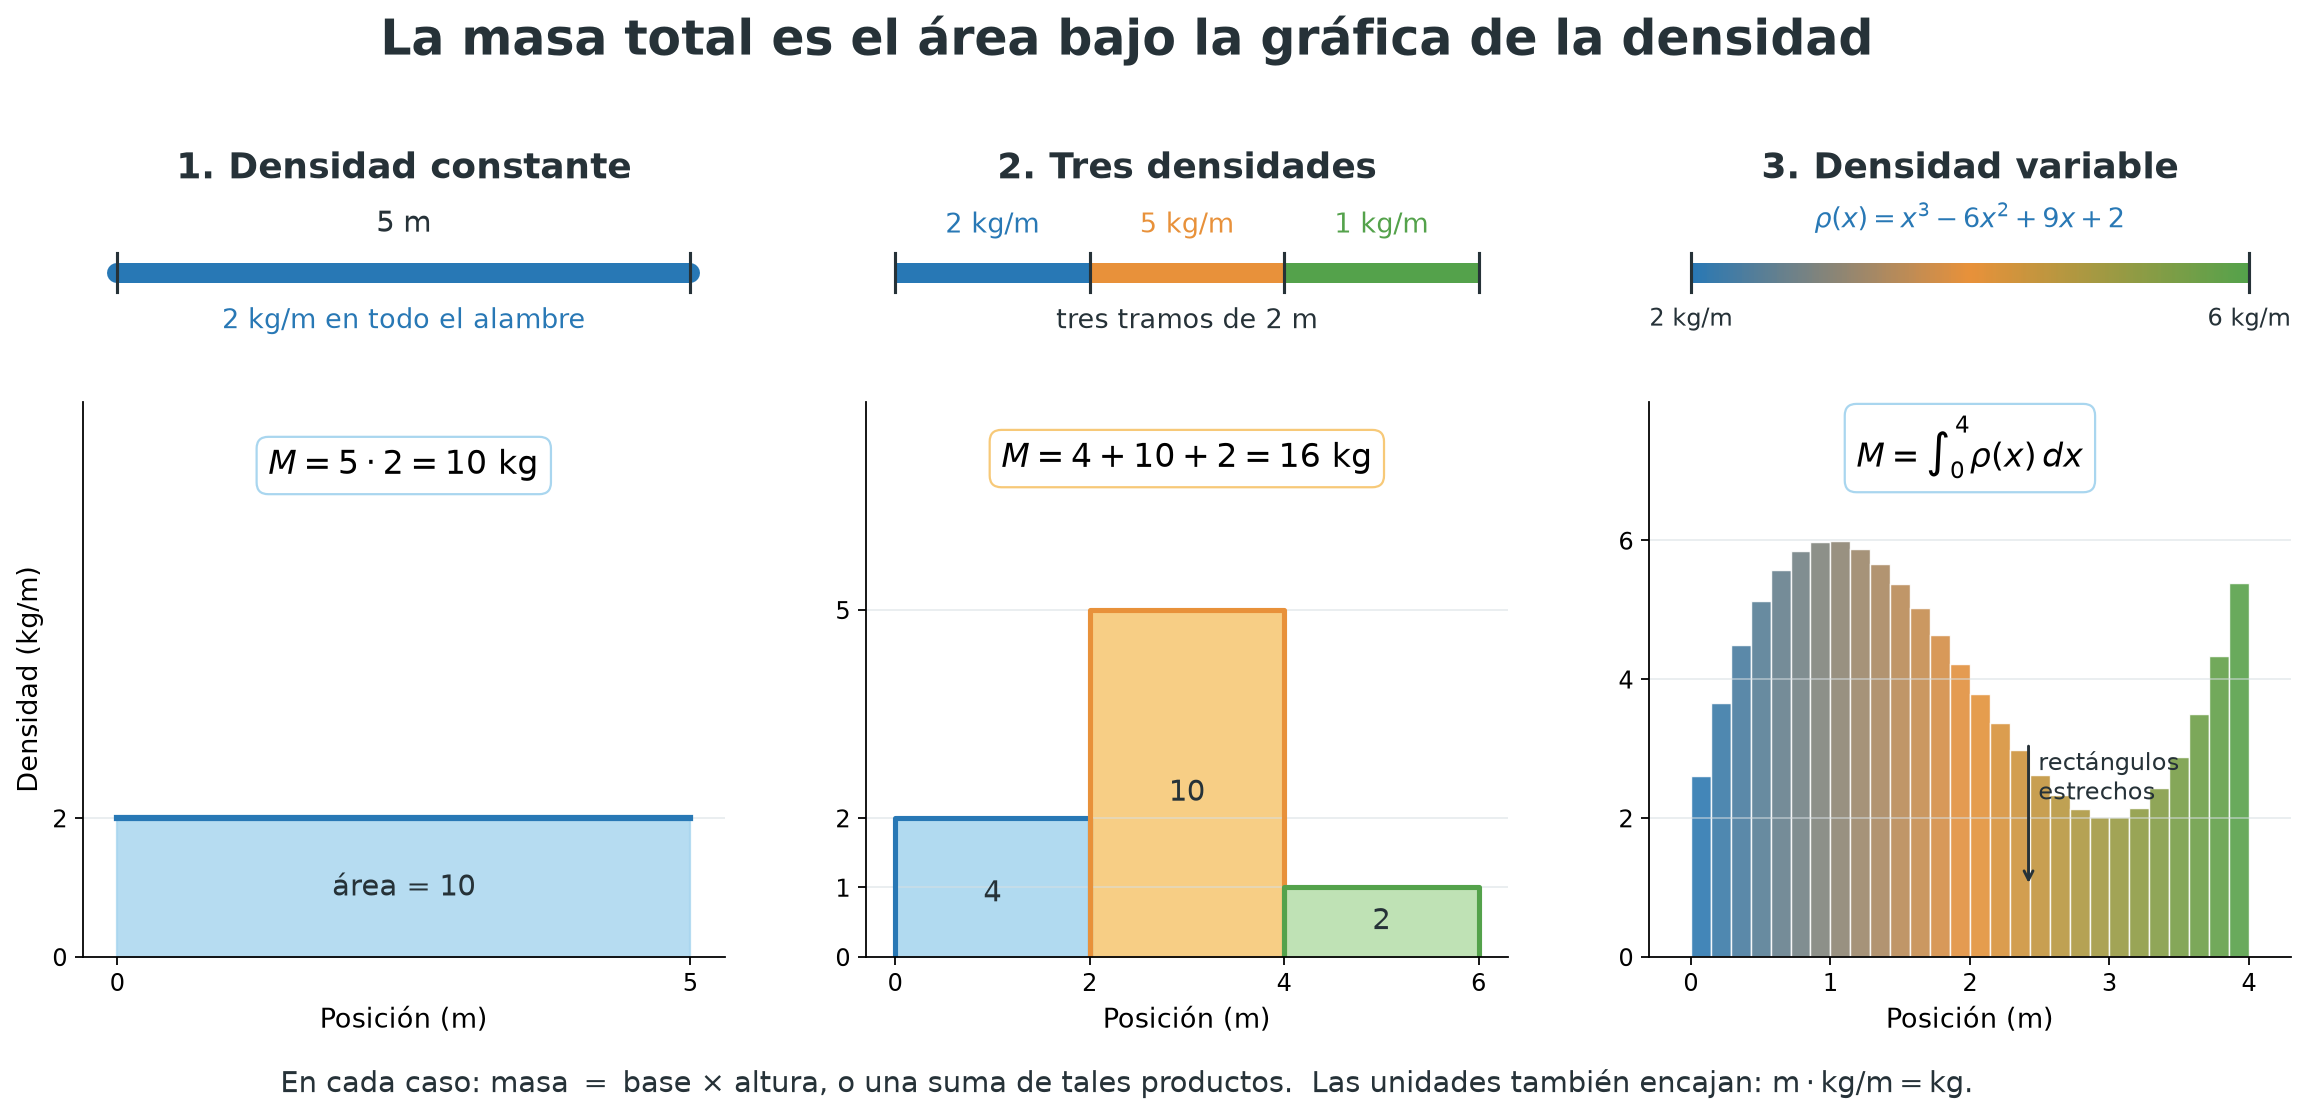 La masa total es el área bajo la gráfica de la densidad
1. Densidad constante
5 m
2 kg/m en todo el alambre
M = 5 · 2 = 10 kg
Densidad (kg/m)
2
0
área = 10
0
5
Posición (m)
2. Tres densidades
2 kg/m
5 kg/m
1 kg/m
tres tramos de 2 m
M = 4 + 10 + 2 = 16 kg
5
2
1
0
4
10
2
0
2
4
6
Posición (m)
3. Densidad variable
ρ(x) = x³ − 6x² + 9x + 2
2 kg/m
6 kg/m
M = ∫₀⁴ ρ(x) dx
6
4
2
0
rectángulos
estrechos
0
1
2
3
4
Posición (m)
En cada caso: masa = base × altura, o una suma de tales productos. Las unidades también encajan: m · kg/m = kg.